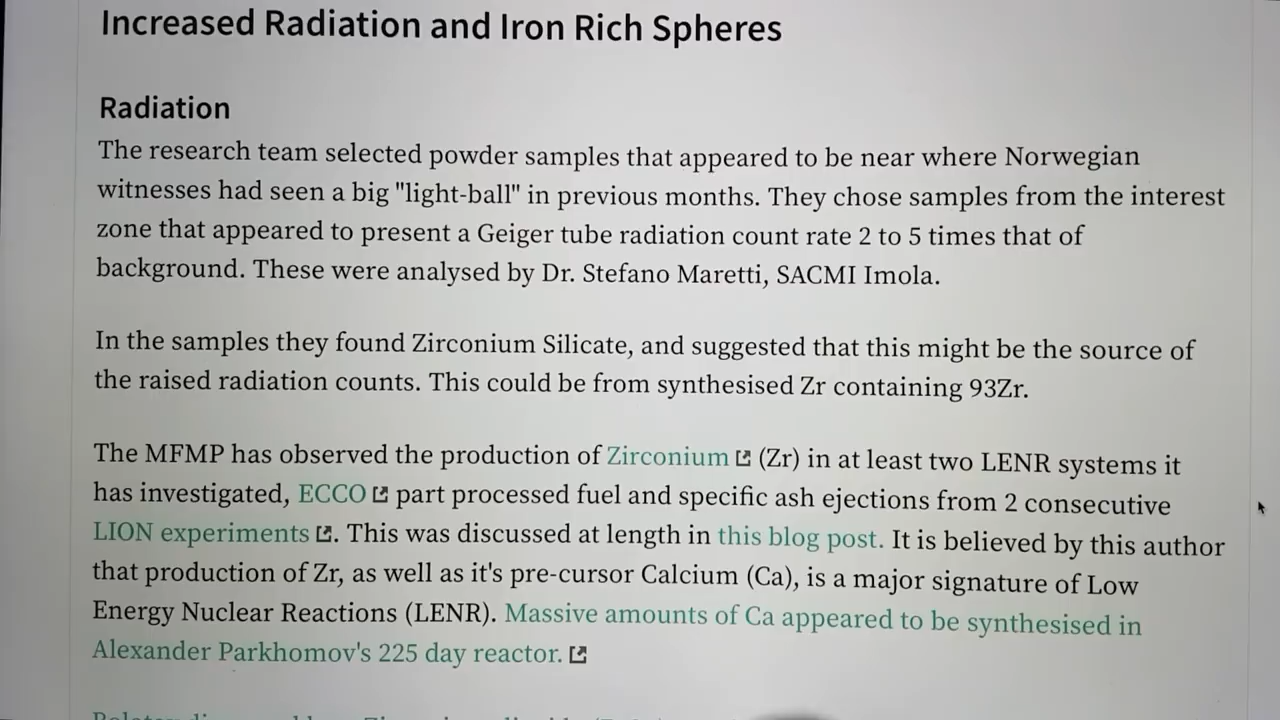 Increased Radiation and Iron Rich Spheres
Radiation
The research team selected powder samples that appeared to be near where Norwegian
witnesses had seen a big "light-ball" in previous months. They chose samples from the interest
zone that appeared to present a Geiger tube radiation count rate 2 to 5 times that of
background. These were analysed by Dr. Stefano Maretti, SACMI Imola.
In the samples they found Zirconium Silicate, and suggested that this might be the source of
the raised radiation counts. This could be from synthesised Zr containing 93Zr.
The MFMP has observed the production of Zirconium (Zr) in at least two LENR systems it
has investigated, ECCO part processed fuel and specific ash ejections from 2 consecutive
LION experiments. This was discussed at length in this blog post. It is believed by this author
that production of Zr, as well as it's pre-cursor Calcium (Ca), is a major signature of Low
Energy Nuclear Reactions (LENR). Massive amounts of Ca appeared to be synthesised in
Alexander Parkhomov's 225 day reactor.